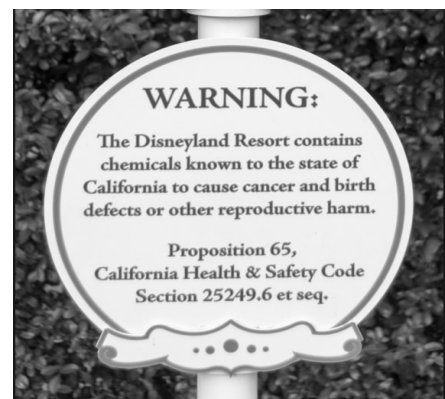 WARNING:
The Disneyland Resort contains
chemicals known to the state of
California to cause cancer and birth
defects or other reproductive harm.
Proposition 65,
California Health & Safety Code
Section 25249.6 et seq.